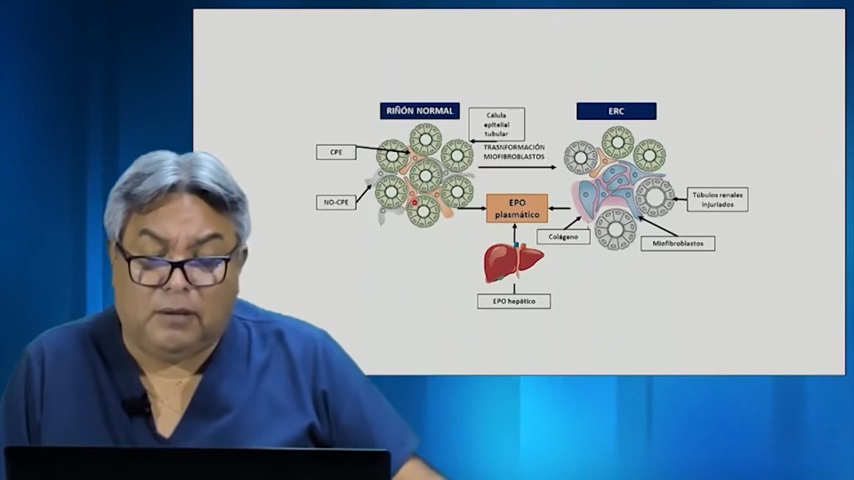 RIÑÓN NORMAL
ERC
Célula
epitelial
tubular
TRASNFORMACIÓN
MIOFIBROBLASTOS
CPE
NO-CPE
EPO
plasmático
Túbulos renales
injuriados
Colágeno
Miofibroblastos
EPO hepático